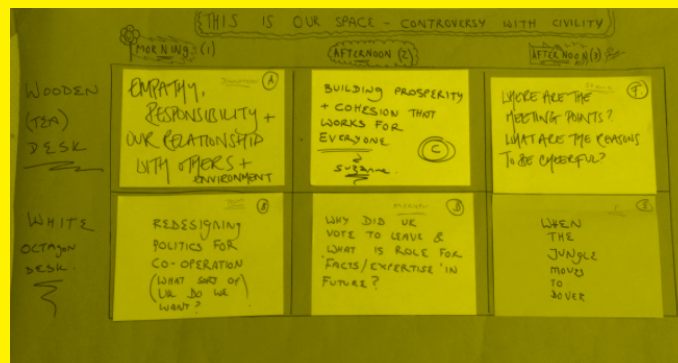 THIS IS OUR SPACE - CONTROVERSY WITH CIVILITY
MORNING (1)
AFTERNOON (2)
AFTERNOON (3)
WOODEN
(TEA)
DESK
A
EMPATHY,
RESPONSIBILITY +
OUR RELATIONSHIP
WITH OTHERS +
ENVIRONMENT
BUILDING PROSPERITY
+ COHESION THAT
WORKS FOR
EVERYONE
C
SUZANNE
WHERE ARE THE
MEETING POINTS?
WHAT ARE THE REASONS
TO BE CHEERFUL?
WHITE
OCTAGON
DESK
B
REDESIGNING
POLITICS FOR
CO-OPERATION
(WHAT SORT OF
UK DO WE
WANT?
WHY DID UK
VOTE TO LEAVE &
WHAT IS ROLE FOR
'FACTS/EXPERTISE' IN
FUTURE?
WHEN
THE
JUNGLE
MOVES
TO
DOVER